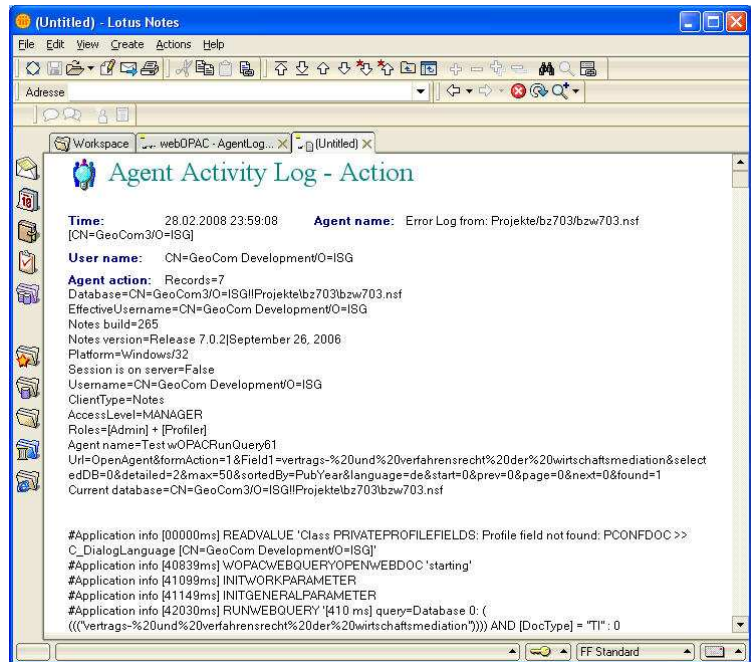 (Untitled) - Lotus Notes
File Edit View Create Actions Help
Adresse
Workspace webOPAC - AgentLog... (Untitled)
Agent Activity Log - Action
Time: 28.02.2008 23:59:08 Agent name: Error Log from: Projekte/bz703/bzw703.nsf
[CN=GeoCom3/O=ISG]
User name: CN=GeoCom Development/O=ISG
Agent action: Records=7
Database=CN=GeoCom3/O=ISG!!Projekte\bz703\bzw703.nsf
EffectiveUsername=CN=GeoCom Development/O=ISG
Notes build=265
Notes version=Release 7.0.2|September 26, 2006
Platform=Windows/32
Session is on server=False
Username=CN=GeoCom Development/O=ISG
ClientType=Notes
AccessLevel=MANAGER
Roles=[Admin] + [Profiler]
Agent name=Test wOPACRunQuery61
Url=OpenAgent&formAction=1&Field1=vertrags-%20und%20verfahrensrecht%20der%20wirtschaftsmediation&select
edDB=0&detailed=2&max=50&sortedBy=PubYear&language=de&start=0&prev=0&page=0&next=0&found=1
Current database=CN=GeoCom3/O=ISG!!Projekte\bz703\bzw703.nsf
#Application info [00000ms] READVALUE 'Class PRIVATEPROFILEFIELDS: Profile field not found: PCONFDOC >>
C_DialogLanguage [CN=GeoCom Development/O=ISG]'
#Application info [40839ms] WOPACWEBQUERYOPENWEBDOC 'starting'
#Application info [41099ms] INITWORKPARAMETER
#Application info [41149ms] INITGENERALPARAMETER
#Application info [42030ms] RUNWEBQUERY '[410 ms] query=Database 0: (
((("vertrags-%20und%20verfahrensrecht%20der%20wirtschaftsmediation")))) AND [DocType] = "TI" : 0
FF Standard